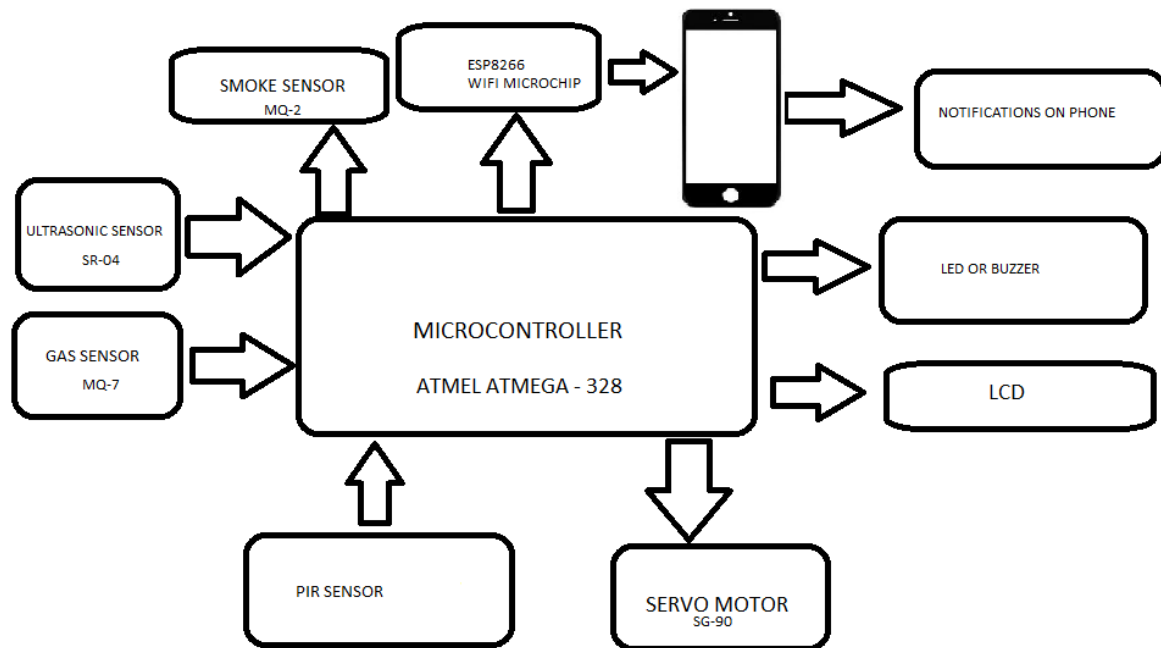 ESP8266
WIFI MICROCHIP
SMOKE SENSOR
MQ-2
NOTIFICATIONS ON PHONE
ULTRASONIC SENSOR
SR-04
LED OR BUZZER
MICROCONTROLLER
ATMEL ATMEGA - 328
GAS SENSOR
MQ-7
LCD
PIR SENSOR
SERVO MOTOR
SG-90